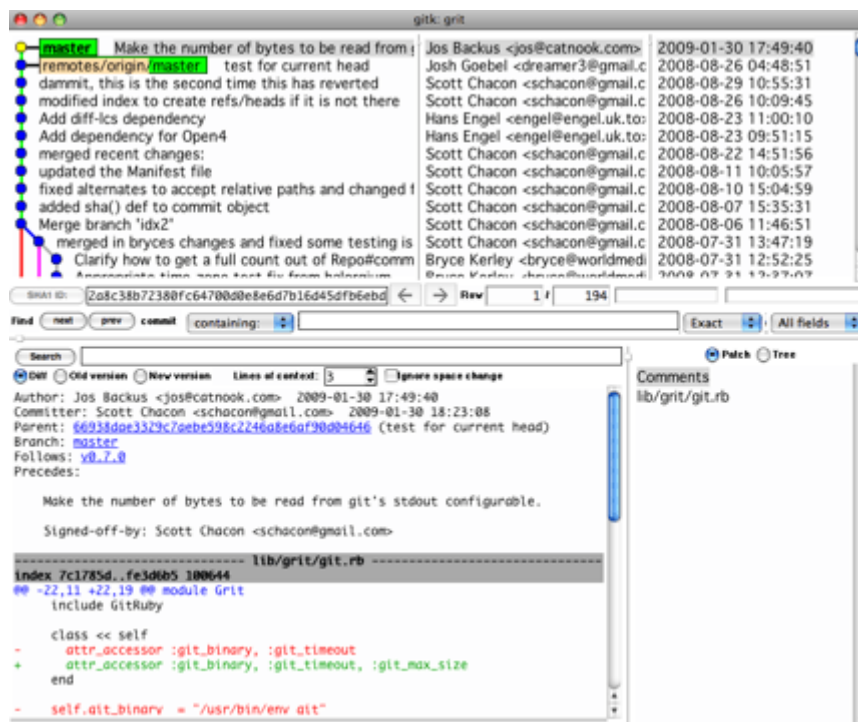 gitk: grit
master Make the number of bytes to be read from g Jos Backus <jos@catnook.com> 2009-01-30 17:49:40
remotes/origin/master test for current head Josh Goebel <dreamer3@gmail.c 2008-08-26 04:48:51
dammit, this is the second time this has reverted Scott Chacon <schacon@gmail.c 2008-08-29 10:55:31
modified index to create refs/heads if it is not there Scott Chacon <schacon@gmail.c 2008-08-26 10:09:45
Add diff-lcs dependency Hans Engel <engel@engel.uk.to> 2008-08-23 11:00:10
Add dependency for Open4 Hans Engel <engel@engel.uk.to> 2008-08-23 09:51:15
merged recent changes: Scott Chacon <schacon@gmail.c 2008-08-22 14:51:56
updated the Manifest file Scott Chacon <schacon@gmail.c 2008-08-11 10:05:57
fixed alternates to accept relative paths and changed f Scott Chacon <schacon@gmail.c 2008-08-10 15:04:59
added sha() def to commit object Scott Chacon <schacon@gmail.c 2008-08-07 15:35:31
Merge branch 'idx2' Scott Chacon <schacon@gmail.c 2008-08-06 11:46:51
merged in bryces changes and fixed some testing is Scott Chacon <schacon@gmail.c 2008-07-31 13:47:19
Clarify how to get a full count out of Repo#comm Bryce Kerley <bryce@worldmedi 2008-07-31 12:52:25
Appropriate time zone test fix from halorgium Bryce Kerley <bryce@worldmedi 2008-07-31 12:27:07
SHA1 ID: 2a8c38b72380fc64700d0e8e6d7b16d45dfb6ebd Row 1 / 194
Find next prev commit containing: Exact All fields
Search Patch Tree
Diff Old version New version Lines of context: 3 Ignore space change
Comments
lib/grit/git.rb
Author: Jos Backus <jos@catnook.com> 2009-01-30 17:49:40
Committer: Scott Chacon <schacon@gmail.com> 2009-01-30 18:23:08
Parent: 66938dae3329c7aebe598c2246a8e6af90d04646 (test for current head)
Branch: master
Follows: v0.7.0
Precedes:
Make the number of bytes to be read from git's stdout configurable.
Signed-off-by: Scott Chacon <schacon@gmail.com>
------------------------------- lib/grit/git.rb -------------------------------
index 7c1785d..fe3d6b5 100644
@@ -22,11 +22,19 @@ module Grit
include GitRuby
class << self
- attr_accessor :git_binary, :git_timeout
+ attr_accessor :git_binary, :git_timeout, :git_max_size
end
- self.git_binary = "/usr/bin/env git"